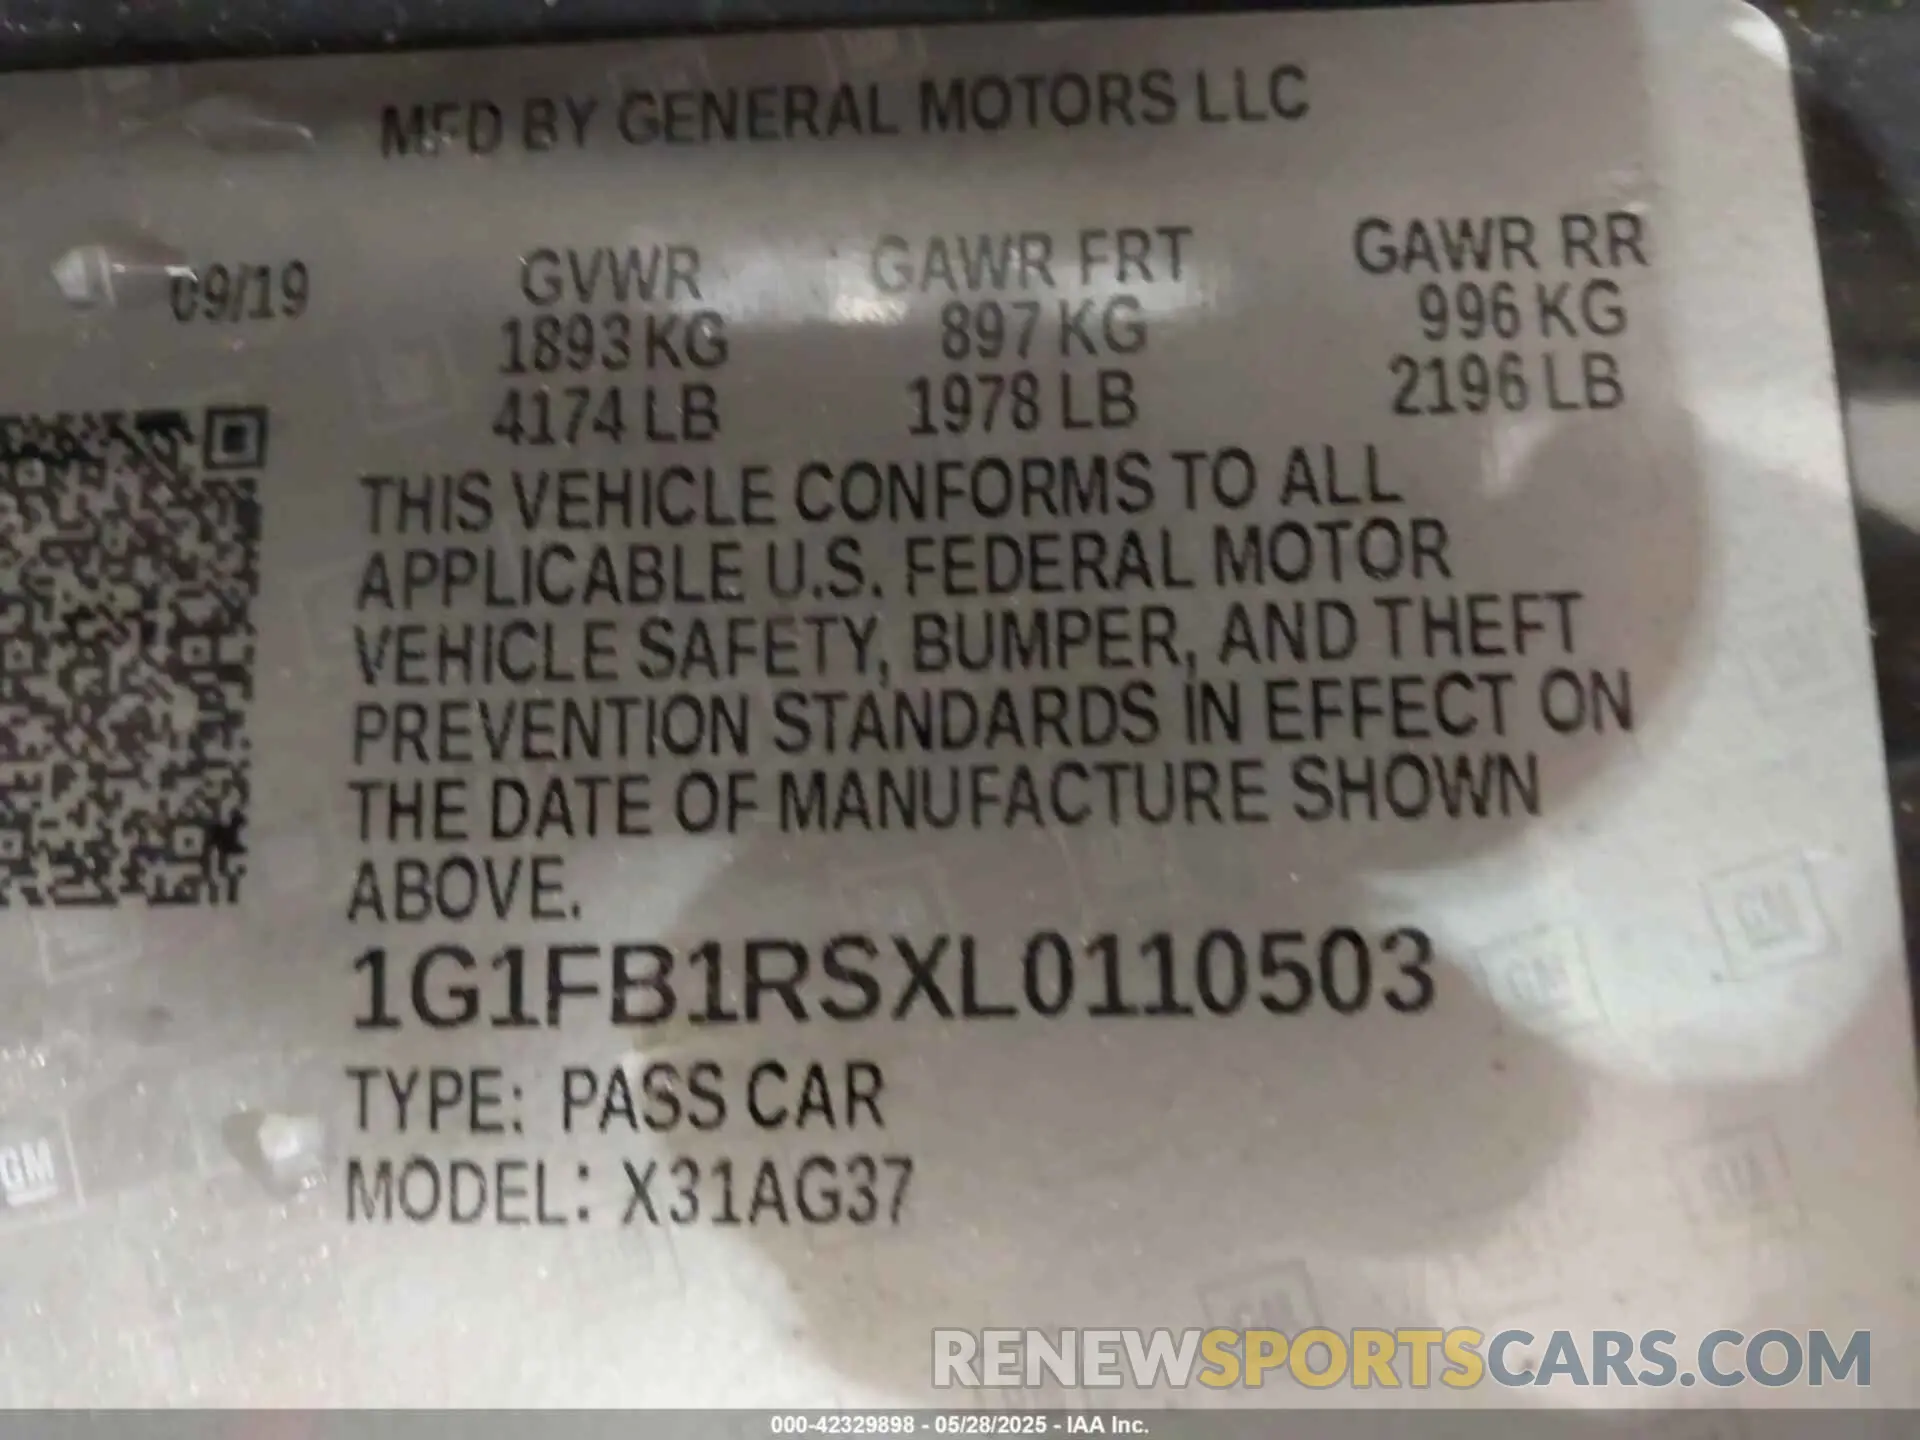 MFD BY GENERAL MOTORS LLC
09/19
GVWR GAWR FRT GAWR RR
1893 KG 897 KG 996 KG
4174 LB 1978 LB 2196 LB
THIS VEHICLE CONFORMS TO ALL
APPLICABLE U.S. FEDERAL MOTOR
VEHICLE SAFETY, BUMPER, AND THEFT
PREVENTION STANDARDS IN EFFECT ON
THE DATE OF MANUFACTURE SHOWN
ABOVE.
1G1FB1RSXL0110503
TYPE: PASS CAR
MODEL: X31AG37
GM
GM
GM
RENEWSPORTSCARS.COM
000-42329898 - 05/28/2025 - IAA Inc.